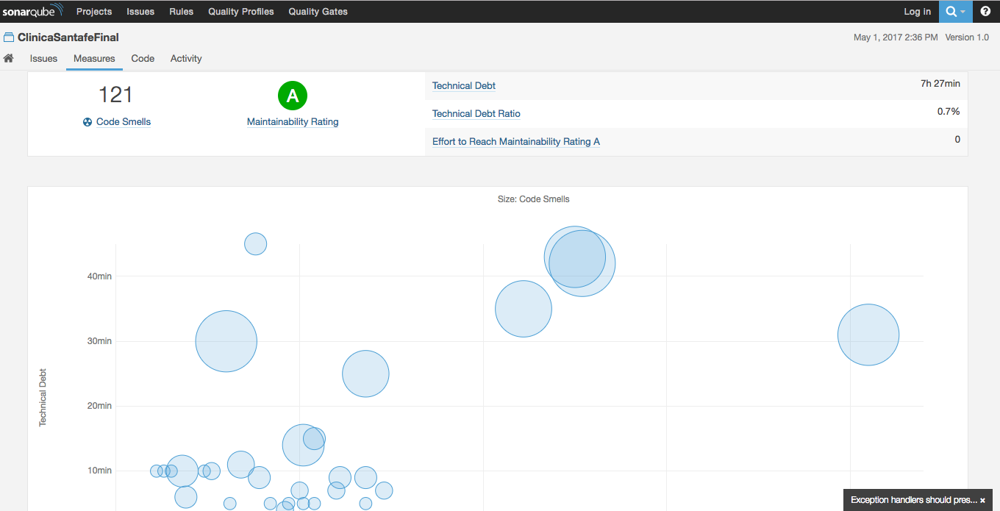 sonarqube Projects Issues Rules Quality Profiles Quality Gates Log in ?
ClinicaSantafeFinal May 1, 2017 2:36 PM Version 1.0
Issues Measures Code Activity
121 A
Code Smells Maintainability Rating
Technical Debt 7h 27min
Technical Debt Ratio 0.7%
Effort to Reach Maintainability Rating A 0
Size: Code Smells
40min
30min
Technical Debt
20min
10min
Exception handlers should pres... ×